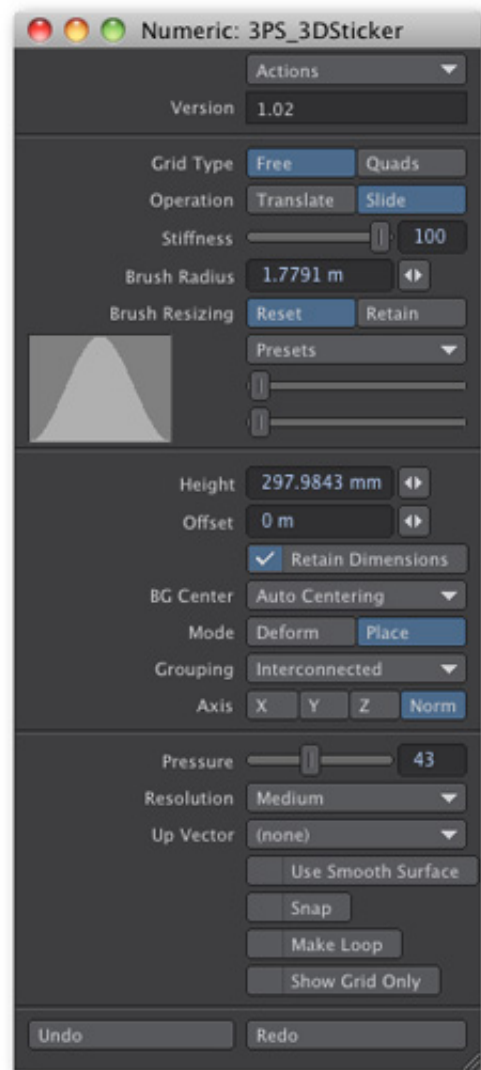 Numeric: 3PS_3DSticker
Actions
Version 1.02
Grid Type Free Quads
Operation Translate Slide
Stiffness 100
Brush Radius 1.7791 m
Brush Resizing Reset Retain
Presets
Height 297.9843 mm
Offset 0 m
Retain Dimensions
BG Center Auto Centering
Mode Deform Place
Grouping Interconnected
Axis X Y Z Norm
Pressure 43
Resolution Medium
Up Vector (none)
Use Smooth Surface
Snap
Make Loop
Show Grid Only
Undo Redo